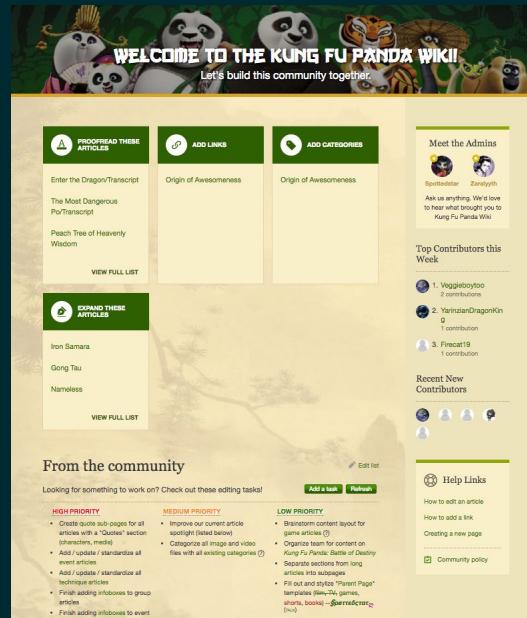 WELCOME TO THE KUNG FU PANDA WIKI!
Let's build this community together.
PROOFREAD THESE
ARTICLES
Enter the Dragon/Transcript
The Most Dangerous
Po/Transcript
Peach Tree of Heavenly
Wisdom
VIEW FULL LIST
ADD LINKS
Origin of Awesomeness
ADD CATEGORIES
Origin of Awesomeness
EXPAND THESE
ARTICLES
Iron Samara
Gong Tau
Nameless
VIEW FULL LIST
Meet the Admins
Spottedstar
Zaralyyth
Ask us anything. We'd love
to hear what brought you to
Kung Fu Panda Wiki
Top Contributors this
Week
1. Veggieboytoo
2 contributions
2. YarinzianDragonKin
g
1 contribution
3. Firecat19
1 contribution
Recent New
Contributors
From the community
Edit list
Looking for something to work on? Check out these editing tasks!
Add a task
Refresh
HIGH PRIORITY
• Create quote sub-pages for all
articles with a "Quotes" section
(characters, media)
• Add / update / standardize all
event articles
• Add / update / standardize all
technique articles
• Finish adding infoboxes to group
articles
• Finish adding infoboxes to event
MEDIUM PRIORITY
• Improve our current article
spotlight (listed below)
• Categorize all image and video
files with all existing categories (?)
LOW PRIORITY
• Brainstorm content layout for
game articles (?)
• Organize team for content on
Kung Fu Panda: Battle of Destiny
• Separate sections from long
articles into subpages
• Fill out and stylize "Parent Page"
templates (film, TV, games,
shorts, books) --
Help Links
How to edit an article
How to add a link
Creating a new page
Community policy